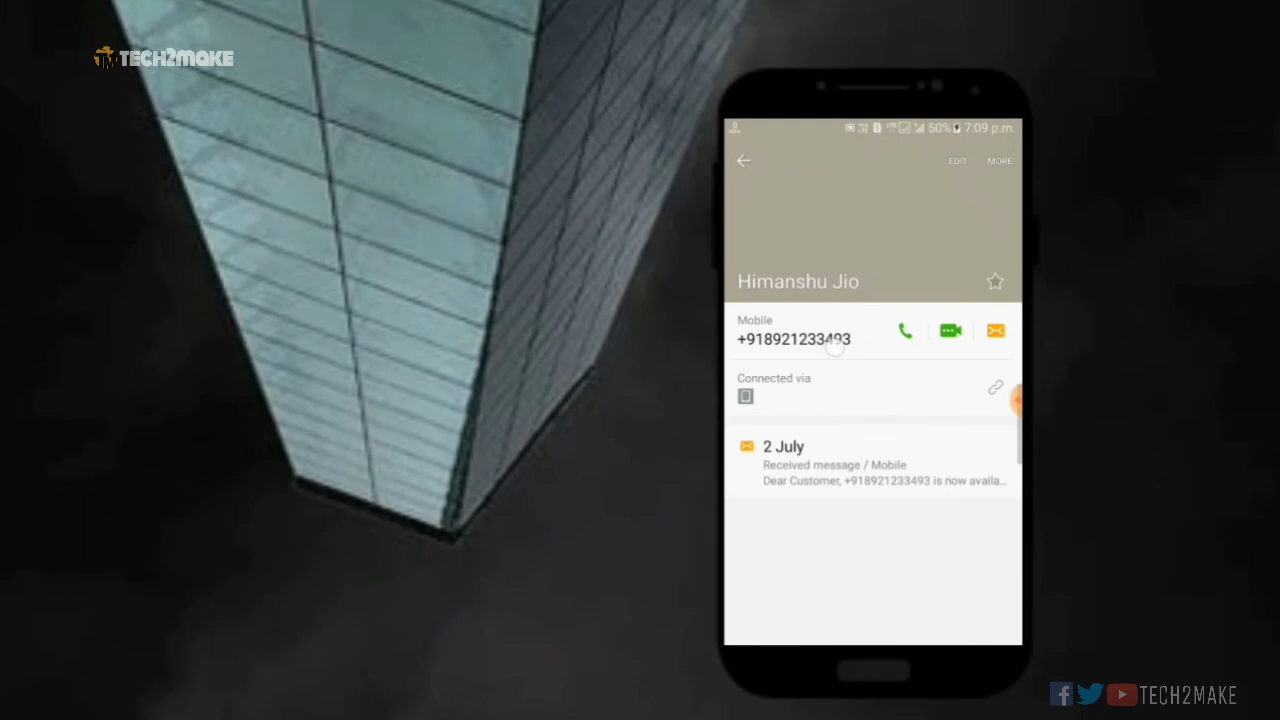 TECH2MAKE
50% 7:09 p.m.
EDIT MORE
Himanshu Jio
Mobile
+918921233493
Connected via
2 July
Received message / Mobile
Dear Customer, +918921233493 is now availa...
TECH2MAKE